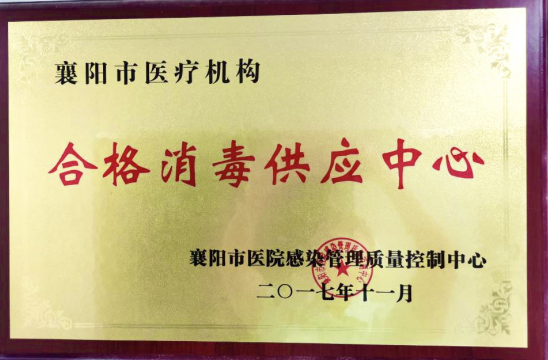 襄阳市医疗机构
合格消毒供应中心
襄阳市医院感染管理质量控制中心
二〇一七年十一月